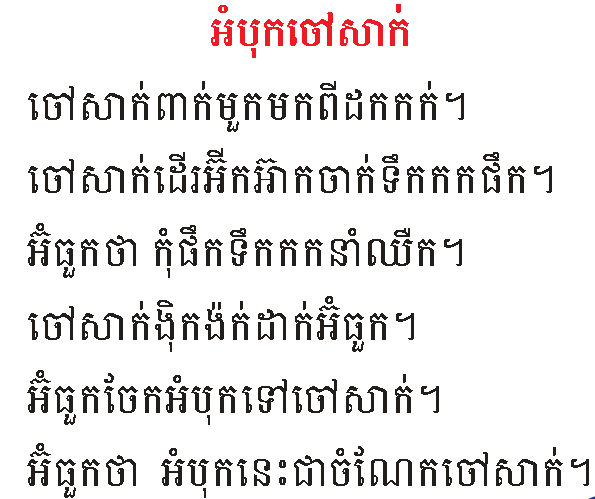 អំបុកចៅសាក់
ចៅសាក់ពាក់មួកមកពីដកកក់។
ចៅសាក់ដើរអ៊ីកអ៊ាកចាក់ទឹកកកផឹក។
អ៊ំធួកថា កុំផឹកទឹកកកនាំឈឺក។
ចៅសាក់ង៉ិកង៉ក់ដាក់អ៊ំធួក។
អ៊ំធួកចែកអំបុកទៅចៅសាក់។
អ៊ំធួកថា អំបុកនេះជាចំណែកចៅសាក់។